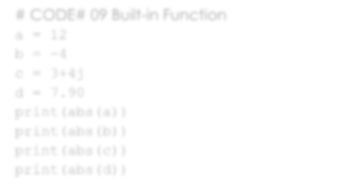 # CODE# 09 Built-in Function
a = 12
b = -4
c = 3+4j
d = 7.90
print(abs(a))
print(abs(b))
print(abs(c))
print(abs(d))